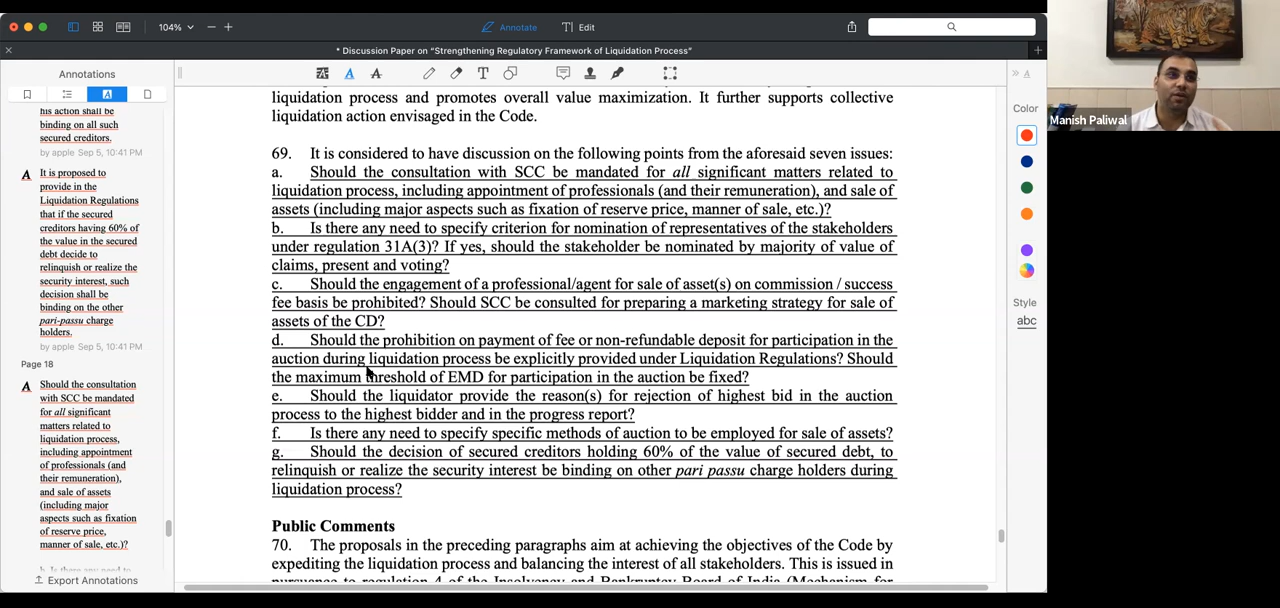 104%
Annotate
Edit
* Discussion Paper on "Strengthening Regulatory Framework of Liquidation Process"
Annotations
his action shall be
binding on all such
secured creditors.
by apple Sep 5, 10:41 PM
It is proposed to
provide in the
Liquidation Regulations
that if the secured
creditors having 60% of
the value in the secured
debt decide to
relinquish or realize the
security interest, such
decision shall be
binding on the other
pari-passu charge
holders.
by apple Sep 5, 10:41 PM
Page 18
Should the consultation
with SCC be mandated
for all significant
matters related to
liquidation process,
including appointment
of professionals (and
their remuneration),
and sale of assets
(including major
aspects such as fixation
of reserve price,
manner of sale, etc.)?
b. Is there any need to
Export Annotations
liquidation process and promotes overall value maximization. It further supports collective
liquidation action envisaged in the Code.
69. It is considered to have discussion on the following points from the aforesaid seven issues:
a. Should the consultation with SCC be mandated for all significant matters related to
liquidation process, including appointment of professionals (and their remuneration), and sale of
assets (including major aspects such as fixation of reserve price, manner of sale, etc.)?
b. Is there any need to specify criterion for nomination of representatives of the stakeholders
under regulation 31A(3)? If yes, should the stakeholder be nominated by majority of value of
claims, present and voting?
c. Should the engagement of a professional/agent for sale of asset(s) on commission / success
fee basis be prohibited? Should SCC be consulted for preparing a marketing strategy for sale of
assets of the CD?
d. Should the prohibition on payment of fee or non-refundable deposit for participation in the
auction during liquidation process be explicitly provided under Liquidation Regulations? Should
the maximum threshold of EMD for participation in the auction be fixed?
e. Should the liquidator provide the reason(s) for rejection of highest bid in the auction
process to the highest bidder and in the progress report?
f. Is there any need to specify specific methods of auction to be employed for sale of assets?
g. Should the decision of secured creditors holding 60% of the value of secured debt, to
relinquish or realize the security interest be binding on other pari passu charge holders during
liquidation process?
Public Comments
70. The proposals in the preceding paragraphs aim at achieving the objectives of the Code by
expediting the liquidation process and balancing the interest of all stakeholders. This is issued in
pursuance to regulation 4 of the Insolvency and Bankruptcy Board of India (Mechanism for
Color
Style
abc
Manish Paliwal